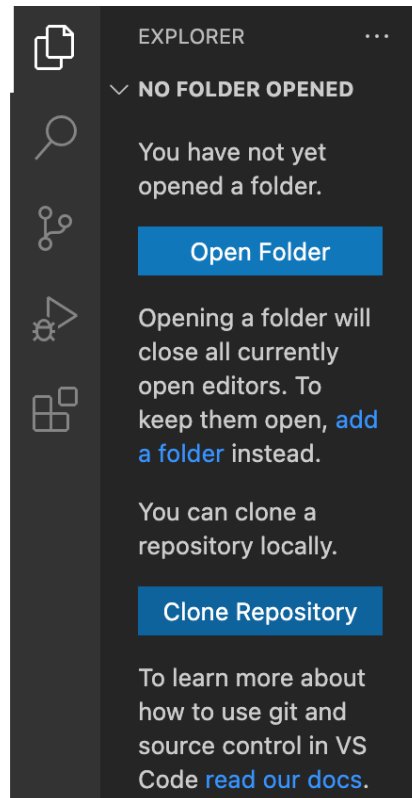 EXPLORER ...
NO FOLDER OPENED
You have not yet
opened a folder.
Open Folder
Opening a folder will
close all currently
open editors. To
keep them open, add
a folder instead.
You can clone a
repository locally.
Clone Repository
To learn more about
how to use git and
source control in VS
Code read our docs.